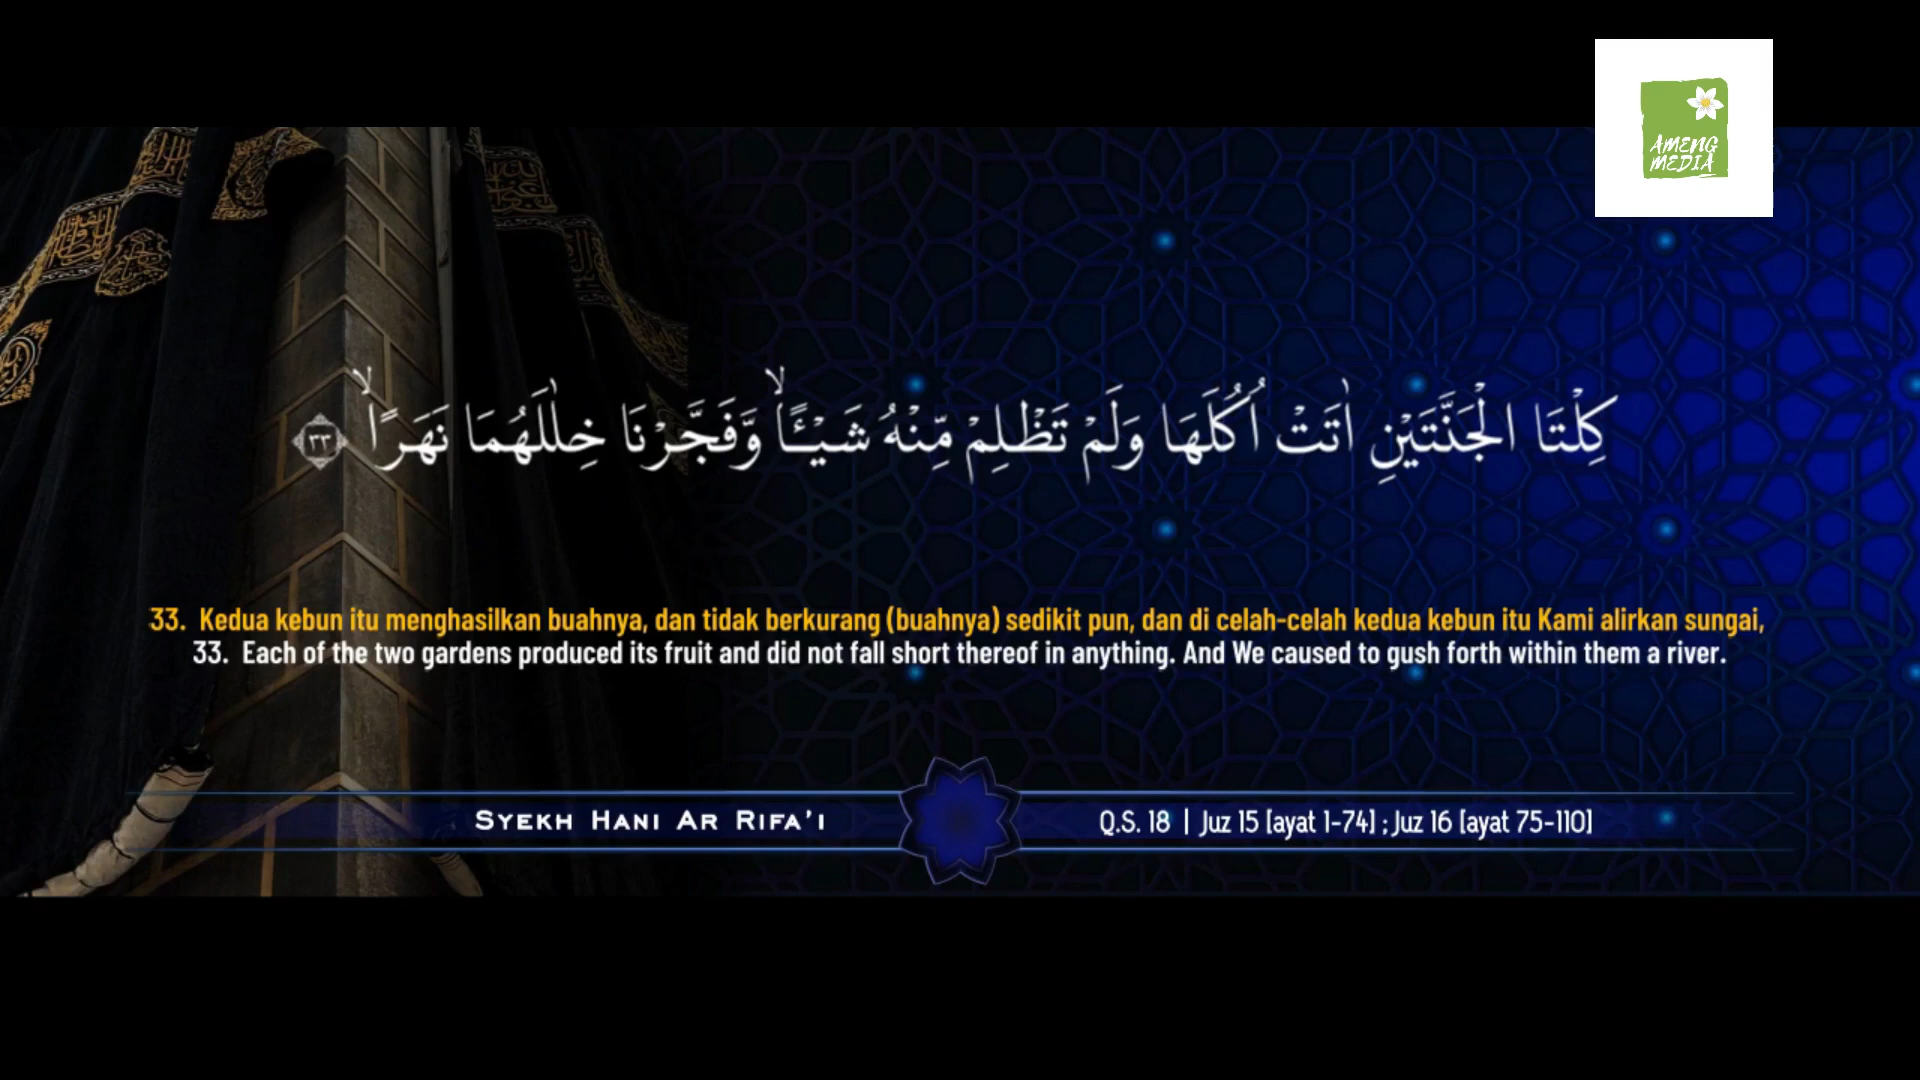 AMENG
MEDIA
كِلْتَا الْجَنَّتَيْنِ اٰتَتْ اُكُلَهَا وَلَمْ تَظْلِمْ مِّنْهُ شَيْـًٔاۙ وَّفَجَّرْنَا خِلٰلَهُمَا نَهَرًاۙ ٣٣
33. Kedua kebun itu menghasilkan buahnya, dan tidak berkurang (buahnya) sedikit pun, dan di celah-celah kedua kebun itu Kami alirkan sungai,
33. Each of the two gardens produced its fruit and did not fall short thereof in anything. And We caused to gush forth within them a river.
Syekh Hani Ar Rifa'i
Q.S. 18 | Juz 15 [ayat 1-74] ; Juz 16 [ayat 75-110]